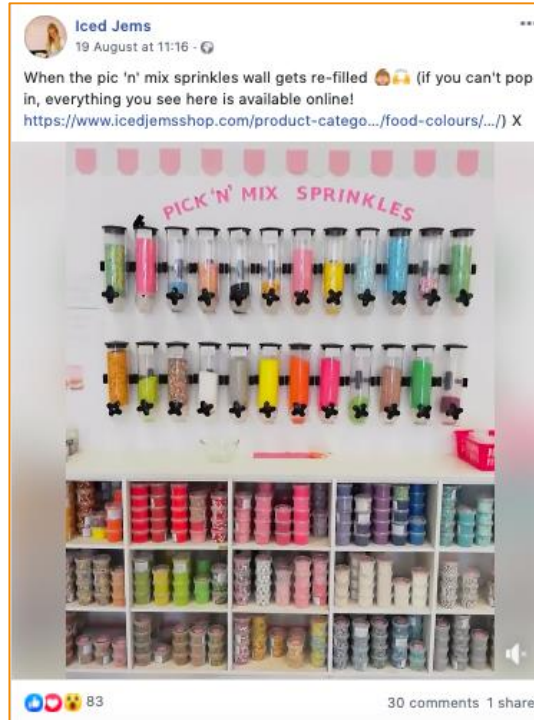 Iced Jems
19 August at 11:16 ·
When the pic 'n' mix sprinkles wall gets re-filled (if you can't pop
in, everything you see here is available online!
https://www.icedjemsshop.com/product-catego.../food-colours/.../) X
PICK 'N' MIX SPRINKLES
83
30 comments 1 share